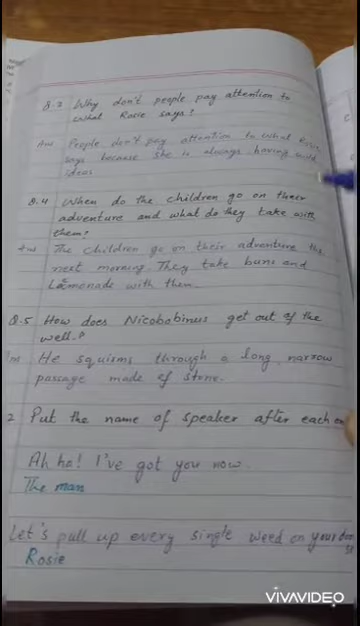 Q.3 Why don't people pay attention to
what Rosie says?
Ans People don't pay attention to what Rosie
says because she is always having wild
ideas
Q.4 When do the children go on their
adventure and what do they take with
them?
Ans The children go on their adventure the
next morning. They take buns and
Lemonade with them.
Q.5 How does Nicobobinus get out of the
well?
He squisms through a long, narrow
passage made of stone.
2 Put the name of speaker after each
Ah ha! I've got you now.
The man
Let's pull up every single weed on your
Rosie
VIVAVIDEO